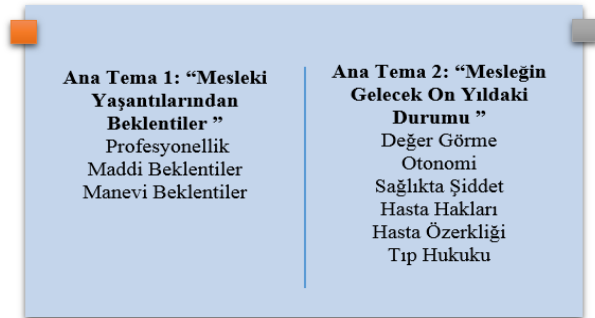 Ana Tema 1: “Mesleki
Yaşantılarından
Beklentiler ”
Profesyonellik
Maddi Beklentiler
Manevi Beklentiler
Ana Tema 2: “Mesleğin
Gelecek On Yıldaki
Durumu ”
Değer Görme
Otonomi
Sağlıkta Şiddet
Hasta Hakları
Hasta Özerkliği
Tıp Hukuku